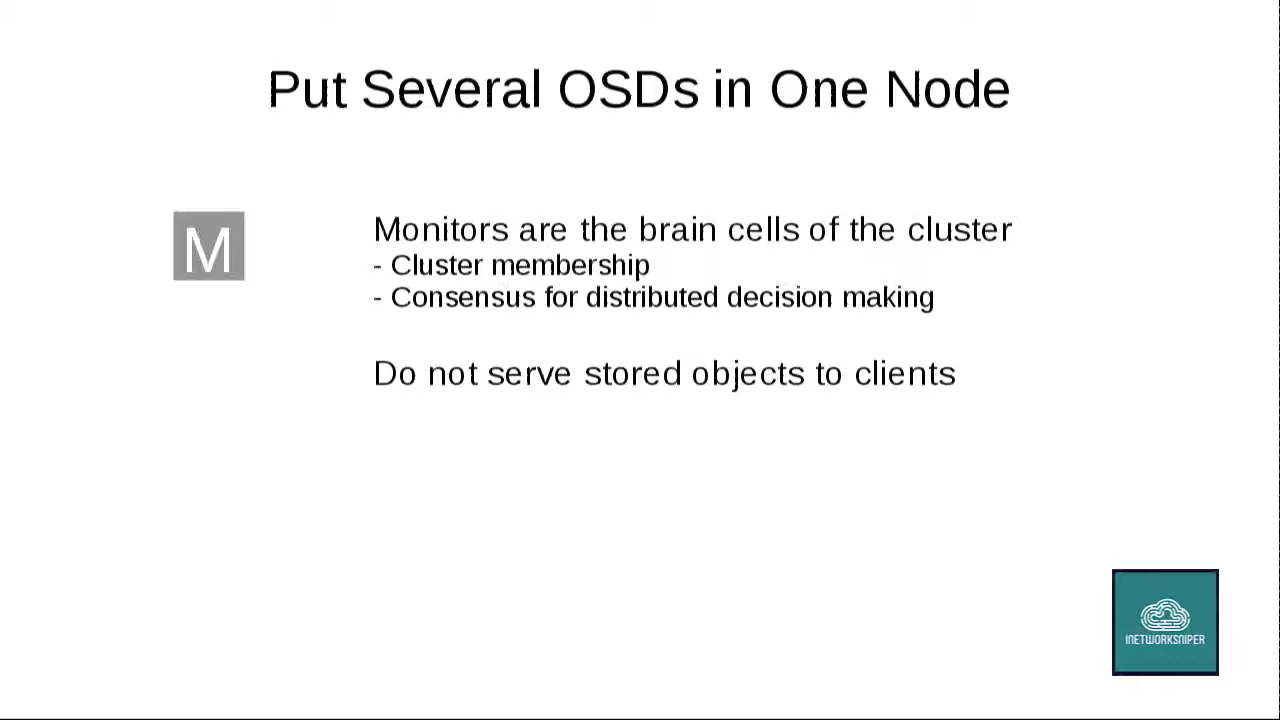 Put Several OSDs in One Node
M
Monitors are the brain cells of the cluster
- Cluster membership
- Consensus for distributed decision making
Do not serve stored objects to clients
INETWORKSNIPER